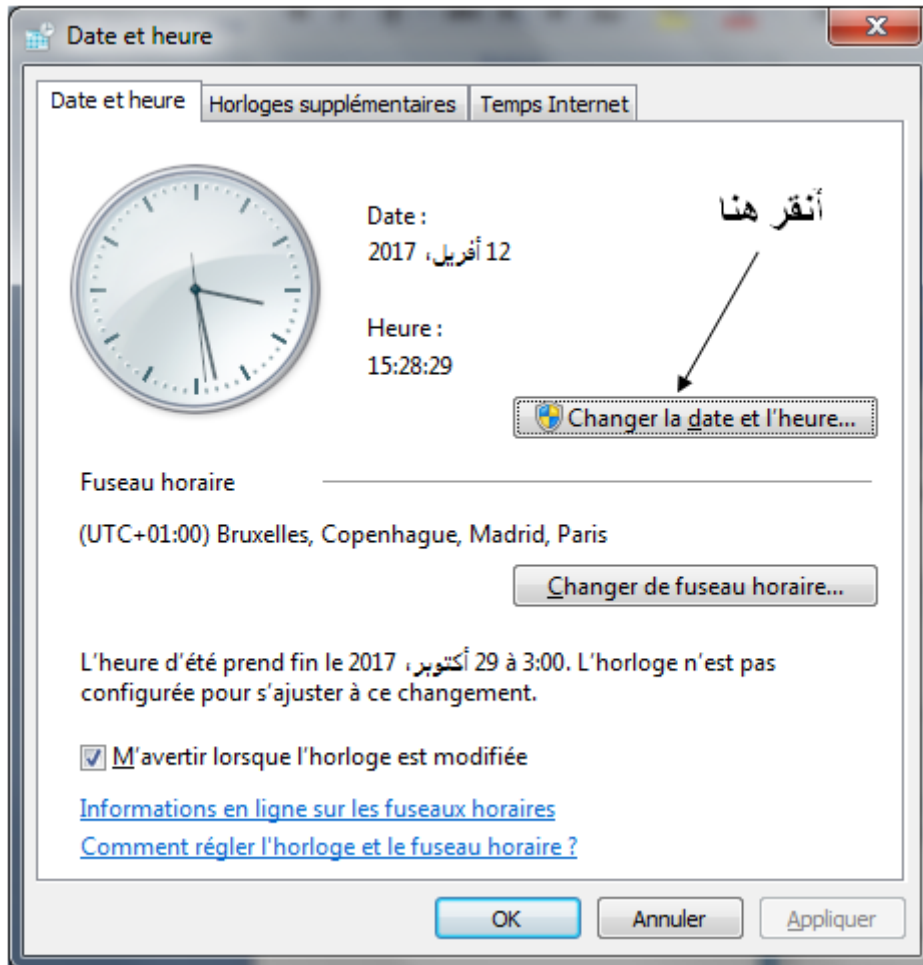 Date et heure
Date et heure
Horloges supplémentaires
Temps Internet
أنقر هنا
Date :
12 أفريل، 2017
Heure :
15:28:29
Changer la date et l'heure...
Fuseau horaire
(UTC+01:00) Bruxelles, Copenhague, Madrid, Paris
Changer de fuseau horaire...
L'heure d'été prend fin le 29 أكتوبر، 2017 à 3:00. L'horloge n'est pas
configurée pour s'ajuster à ce changement.
M'avertir lorsque l'horloge est modifiée
Informations en ligne sur les fuseaux horaires
Comment régler l'horloge et le fuseau horaire ?
OK
Annuler
Appliquer